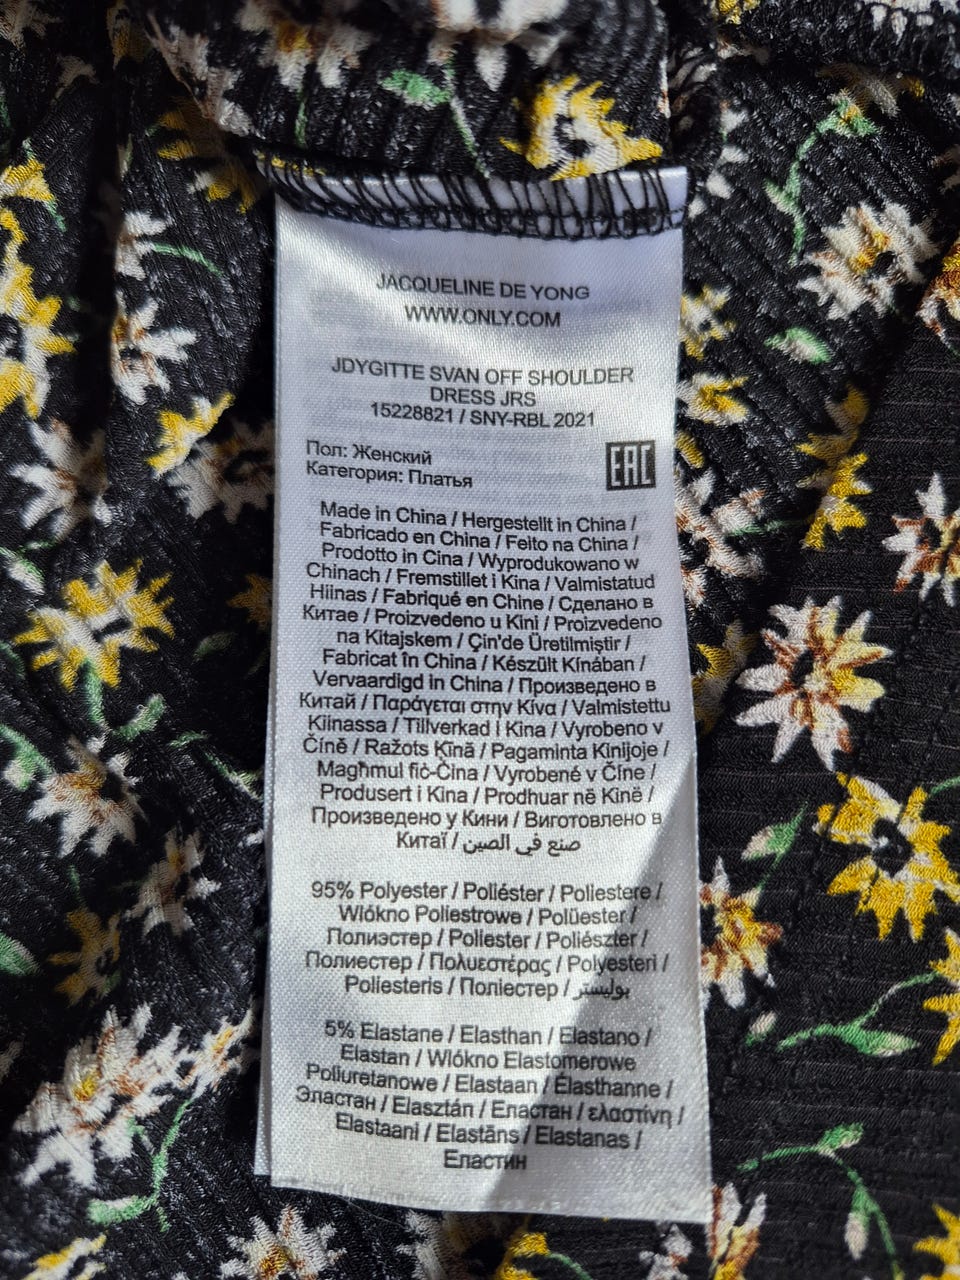 JACQUELINE DE YONG
WWW.ONLY.COM
JDYGITTE SVAN OFF SHOULDER
DRESS JRS
15228821 / SNY-RBL 2021
Пол: Женский
Категория: Платья
EAC
Made in China / Hergestellt in China /
Fabricado en China / Feito na China /
Prodotto in Cina / Wyprodukowano w
Chinach / Fremstillet i Kina / Valmistatud
Hiinas / Fabriqué en Chine / Сделано в
Китае / Proizvedeno u Kini / Proizvedeno
na Kitajskem / Çin'de Üretilmiştir /
Fabricat în China / Készült Kínában /
Vervaardigd in China / Произведено в
Китай / Παράγεται στην Κίνα / Valmistettu
Kiinassa / Tillverkad i Kina / Vyrobeno v
Číně / Ražots Ķīnā / Pagaminta Kinijoje /
Magħmul fiċ-Ċina / Vyrobené v Číne /
Produsert i Kina / Prodhuar në Kinë /
Произведено у Кини / Виготовлено в
Китаї / صنع في الصين
95% Polyester / Poliéster / Poliestere /
Wlókno Poliestrowe / Polüester /
Полиэстер / Poliester / Poliészter /
Полиестер / Πολυεστέρας / Polyesteri /
Poliesteris / Поліестер / بوليستر
5% Elastane / Elasthan / Elastano /
Elastan / Wlókno Elastomerowe
Poliuretanowe / Elastaan / Élasthanne /
Эластан / Elasztán / Еластан / ελαστίνη /
Elastaani / Elastāns / Elastanas /
Еластин